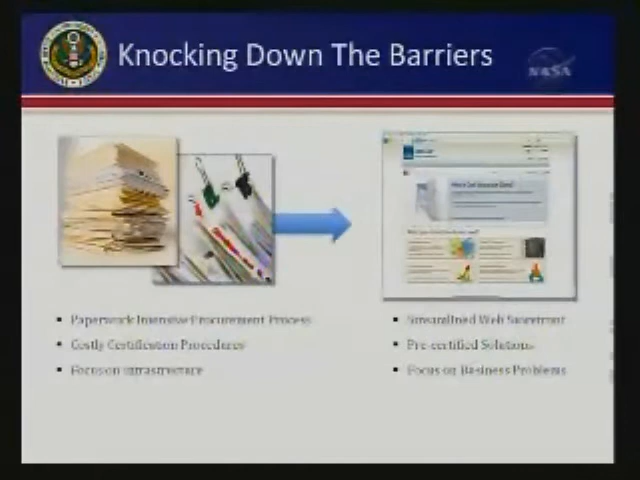 Knocking Down The Barriers
NASA
Paperwork Intensive Procurement Process
Costly Certification Procedures
Focus on Infrastructure
Streamlined Web Storefront
Pre-certified Solutions
Focus on Business Problems